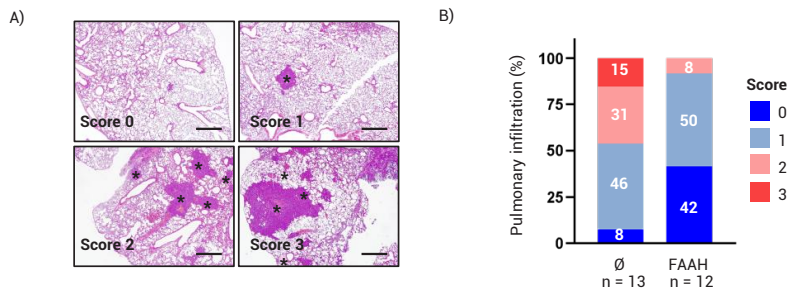 A)
Score 0
*
Score 1
* * * * *
Score 2
* * * *
Score 3
B)
Pulmonary infiltration (%)
100
75
50
25
0
15
31
46
8
8
50
42
Ø
n = 13
FAAH
n = 12
Score
0
1
2
3